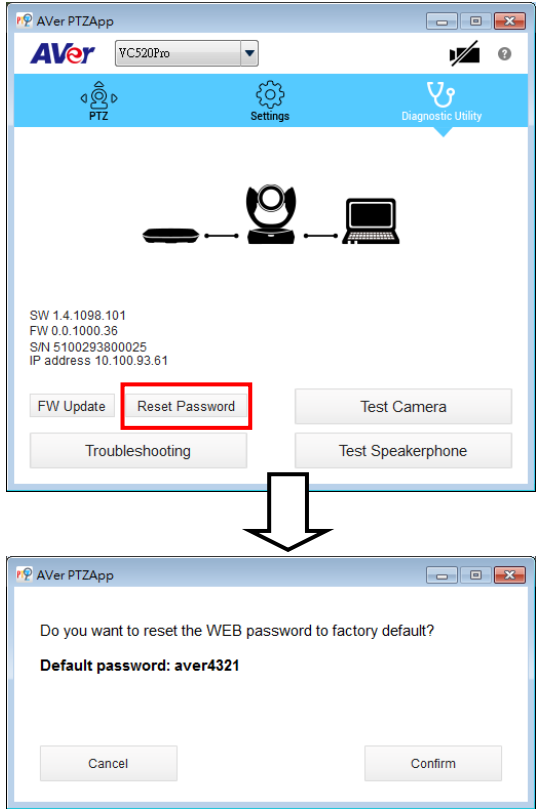 AVer PTZApp
AVer
VC520Pro
PTZ
Settings
Diagnostic Utility
SW 1.4.1098.101
FW 0.0.1000.36
S/N 5100293800025
IP address 10.100.93.61
FW Update
Reset Password
Test Camera
Troubleshooting
Test Speakerphone
AVer PTZApp
Do you want to reset the WEB password to factory default?
Default password: aver4321
Cancel
Confirm